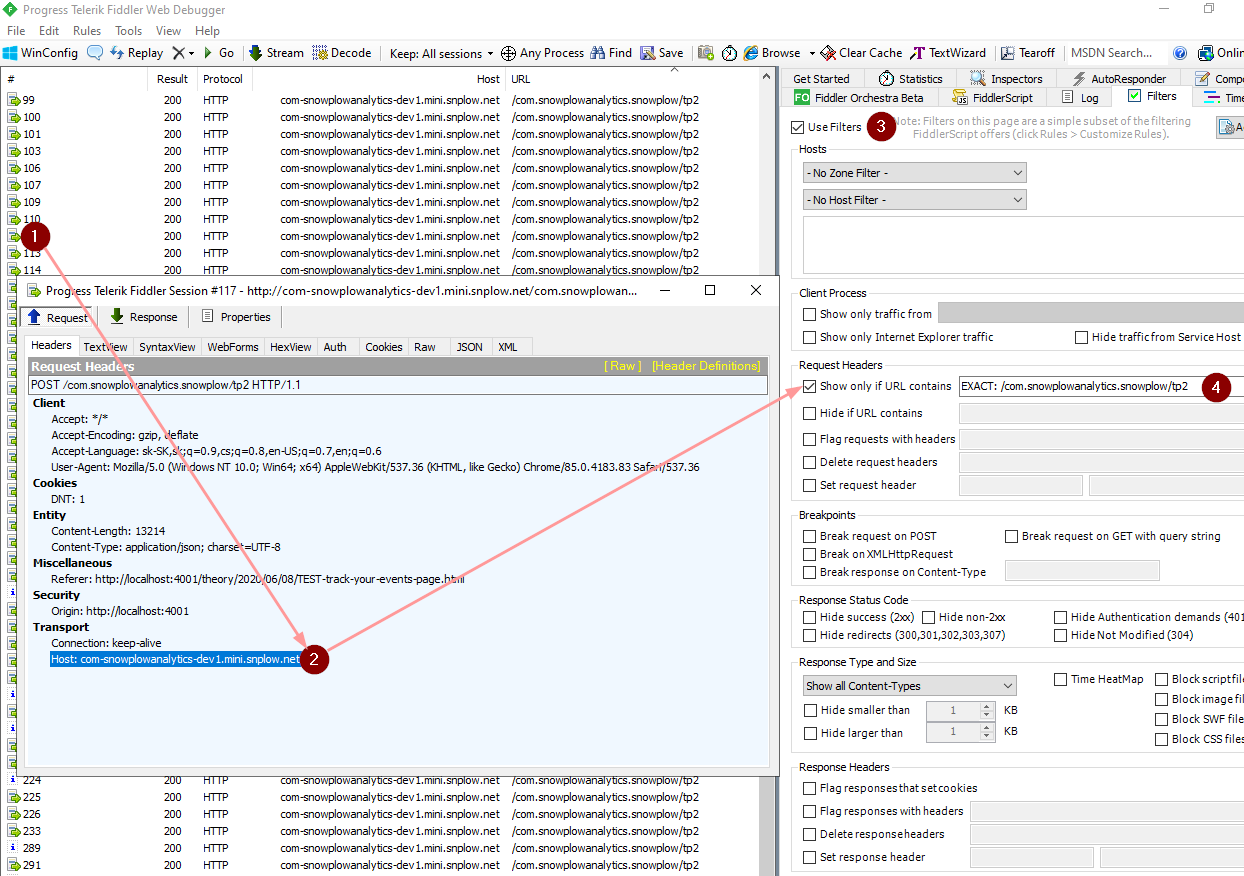 Progress Telerik Fiddler Web Debugger
File Edit Rules Tools View Help
WinConfig Replay Go Stream Decode Keep: All sessions Any Process Find Save Browse Clear Cache TextWizard Tearoff MSDN Search...
# Result Protocol Host URL
99 200 HTTP com-snowplowanalytics-dev1.mini.snplow.net /com.snowplowanalytics.snowplow/tp2
100 200 HTTP com-snowplowanalytics-dev1.mini.snplow.net /com.snowplowanalytics.snowplow/tp2
101 200 HTTP com-snowplowanalytics-dev1.mini.snplow.net /com.snowplowanalytics.snowplow/tp2
103 200 HTTP com-snowplowanalytics-dev1.mini.snplow.net /com.snowplowanalytics.snowplow/tp2
106 200 HTTP com-snowplowanalytics-dev1.mini.snplow.net /com.snowplowanalytics.snowplow/tp2
107 200 HTTP com-snowplowanalytics-dev1.mini.snplow.net /com.snowplowanalytics.snowplow/tp2
109 200 HTTP com-snowplowanalytics-dev1.mini.snplow.net /com.snowplowanalytics.snowplow/tp2
110 200 HTTP com-snowplowanalytics-dev1.mini.snplow.net /com.snowplowanalytics.snowplow/tp2
1 200 HTTP com-snowplowanalytics-dev1.mini.snplow.net /com.snowplowanalytics.snowplow/tp2
113 200 HTTP com-snowplowanalytics-dev1.mini.snplow.net /com.snowplowanalytics.snowplow/tp2
114 200 HTTP com-snowplowanalytics-dev1.mini.snplow.net /com.snowplowanalytics.snowplow/tp2
Progress Telerik Fiddler Session #117 - http://com-snowplowanalytics-dev1.mini.snplow.net/com.snowplowan...
Request Response Properties
Headers TextView SyntaxView WebForms HexView Auth Cookies Raw JSON XML
Request Headers [ Raw ] [Header Definitions]
POST /com.snowplowanalytics.snowplow/tp2 HTTP/1.1
Client
Accept: */*
Accept-Encoding: gzip, deflate
Accept-Language: sk-SK,sk;q=0.9,cs;q=0.8,en-US;q=0.7,en;q=0.6
User-Agent: Mozilla/5.0 (Windows NT 10.0; Win64; x64) AppleWebKit/537.36 (KHTML, like Gecko) Chrome/85.0.4183.83 Safari/537.36
Cookies
DNT: 1
Entity
Content-Length: 13214
Content-Type: application/json; charset=UTF-8
Miscellaneous
Referer: http://localhost:4001/theory/2020/06/08/TEST-track-your-events-page.html
Security
Origin: http://localhost:4001
Transport
Connection: keep-alive
Host: com-snowplowanalytics-dev1.mini.snplow.net 2
224 200 HTTP com-snowplowanalytics-dev1.mini.snplow.net /com.snowplowanalytics.snowplow/tp2
225 200 HTTP com-snowplowanalytics-dev1.mini.snplow.net /com.snowplowanalytics.snowplow/tp2
226 200 HTTP com-snowplowanalytics-dev1.mini.snplow.net /com.snowplowanalytics.snowplow/tp2
233 200 HTTP com-snowplowanalytics-dev1.mini.snplow.net /com.snowplowanalytics.snowplow/tp2
289 200 HTTP com-snowplowanalytics-dev1.mini.snplow.net /com.snowplowanalytics.snowplow/tp2
291 200 HTTP com-snowplowanalytics-dev1.mini.snplow.net /com.snowplowanalytics.snowplow/tp2
Get Started Statistics Inspectors AutoResponder
Fiddler Orchestra Beta FiddlerScript Log Filters
Use Filters 3 Note: Filters on this page are a simple subset of the filtering
FiddlerScript offers (click Rules > Customize Rules).
Hosts
- No Zone Filter -
- No Host Filter -
Client Process
Show only traffic from
Show only Internet Explorer traffic Hide traffic from Service Host
Request Headers
Show only if URL contains EXACT: /com.snowplowanalytics.snowplow/tp2 4
Hide if URL contains
Flag requests with headers
Delete request headers
Set request header
Breakpoints
Break request on POST Break request on GET with query string
Break on XMLHttpRequest
Break response on Content-Type
Response Status Code
Hide success (2xx) Hide non-2xx Hide Authentication demands (401
Hide redirects (300,301,302,303,307) Hide Not Modified (304)
Response Type and Size
Show all Content-Types Time HeatMap Block script file
Hide smaller than 1 KB Block image fil
Hide larger than 1 KB Block SWF file
Block CSS files
Response Headers
Flag responses that set cookies
Flag responses with headers
Delete response headers
Set response header